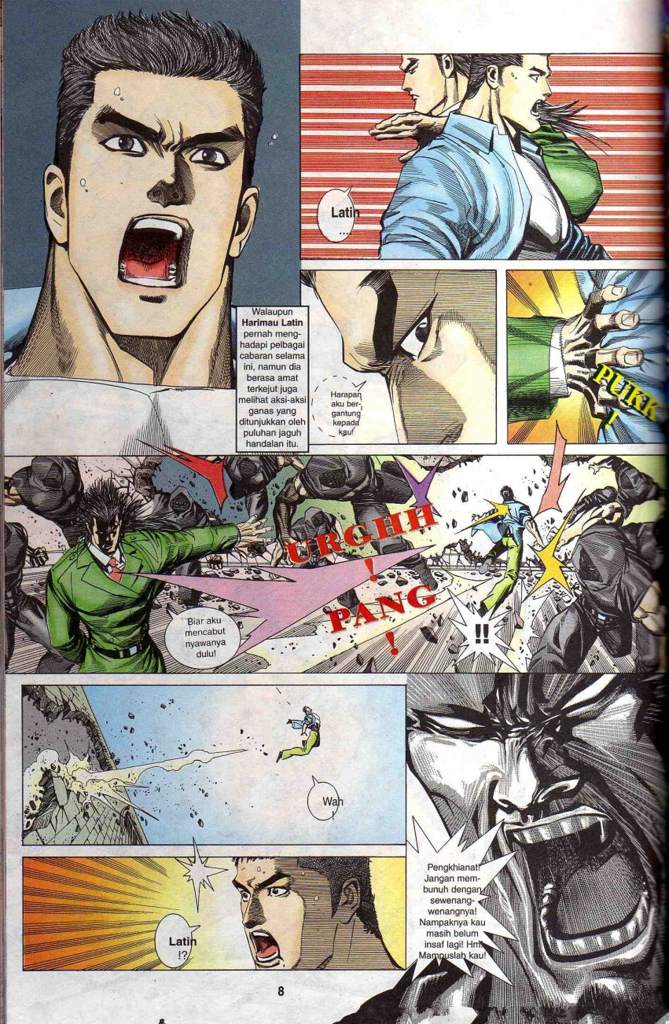 Latin
....
Walaupun
Harimau Latin
pernah meng-
hadapi pelbagai
cabaran selama
ini, namun dia
berasa amat
terkejut juga
melihat aksi-aksi
ganas yang
ditunjukkan oleh
puluhan jaguh
handalan itu.
Harapan
aku ber-
gantung
kepada
kau!
PUKK
!
URGHH
!
PANG
!
Biar aku
mencabut
nyawanya
dulu!
!!
Wah
!
Latin
!?
Pengkhianat!
Jangan mem-
bunuh dengan
sewenang-
wenangnya!
Nampaknya kau
masih belum
insaf lagi! Hm!
Mampuslah kau!
8